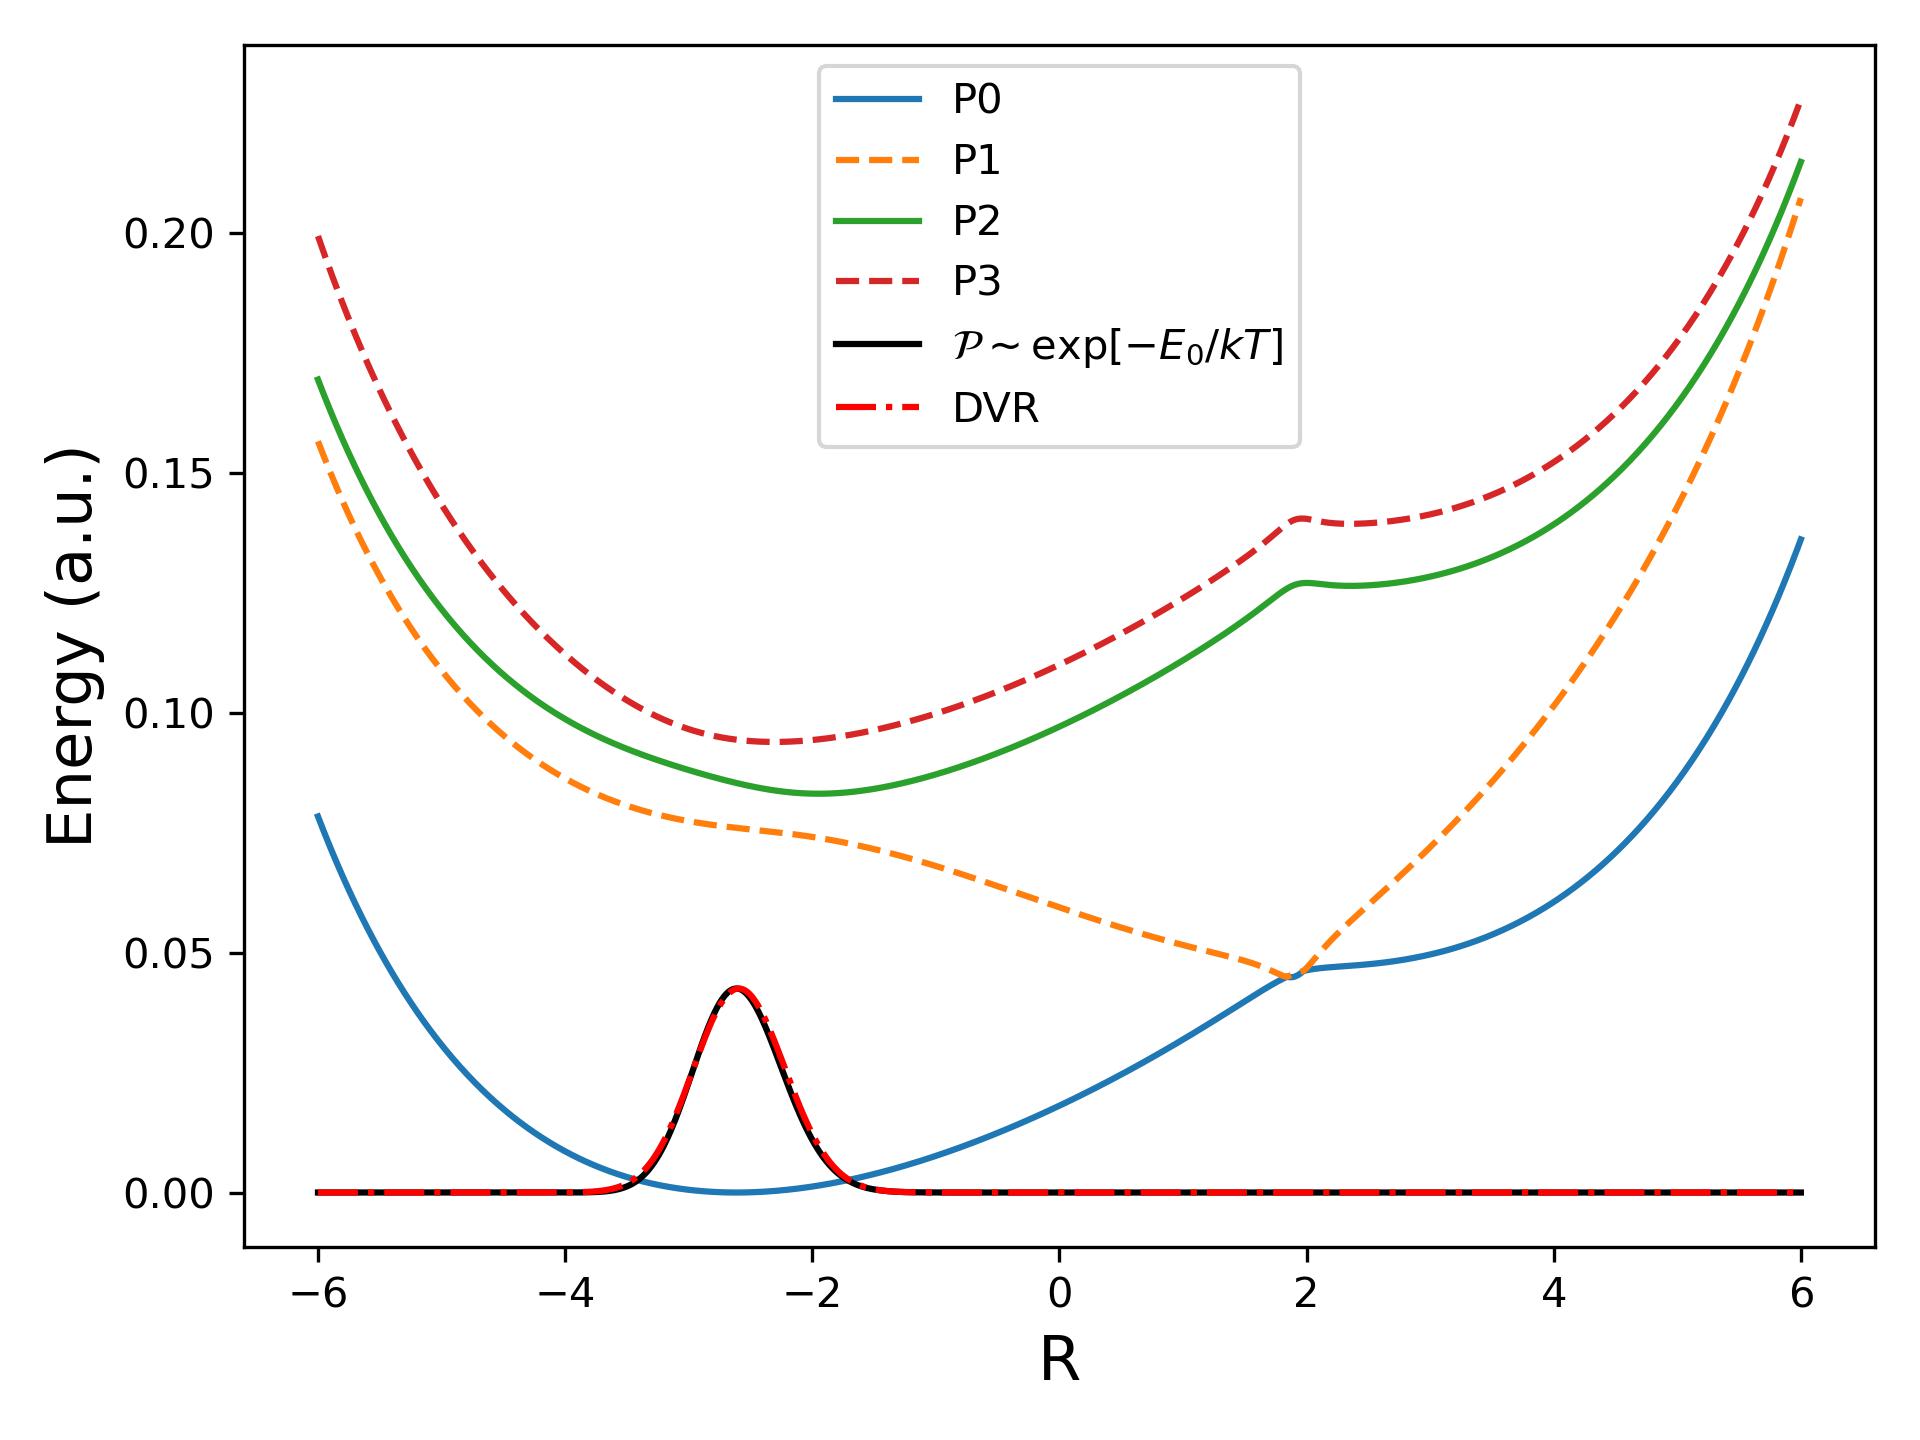 P0
P1
P2
P3
𝒫 ~ exp[−E₀/kT]
DVR
Energy (a.u.)
0.20
0.15
0.10
0.05
0.00
−6 −4 −2 0 2 4 6
R